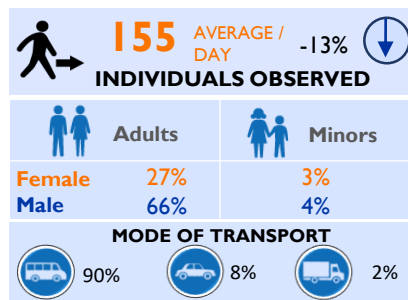 155 AVERAGE / DAY -13%
INDIVIDUALS OBSERVED
Adults Minors
Female 27% 3%
Male 66% 4%
MODE OF TRANSPORT
90% 8% 2%